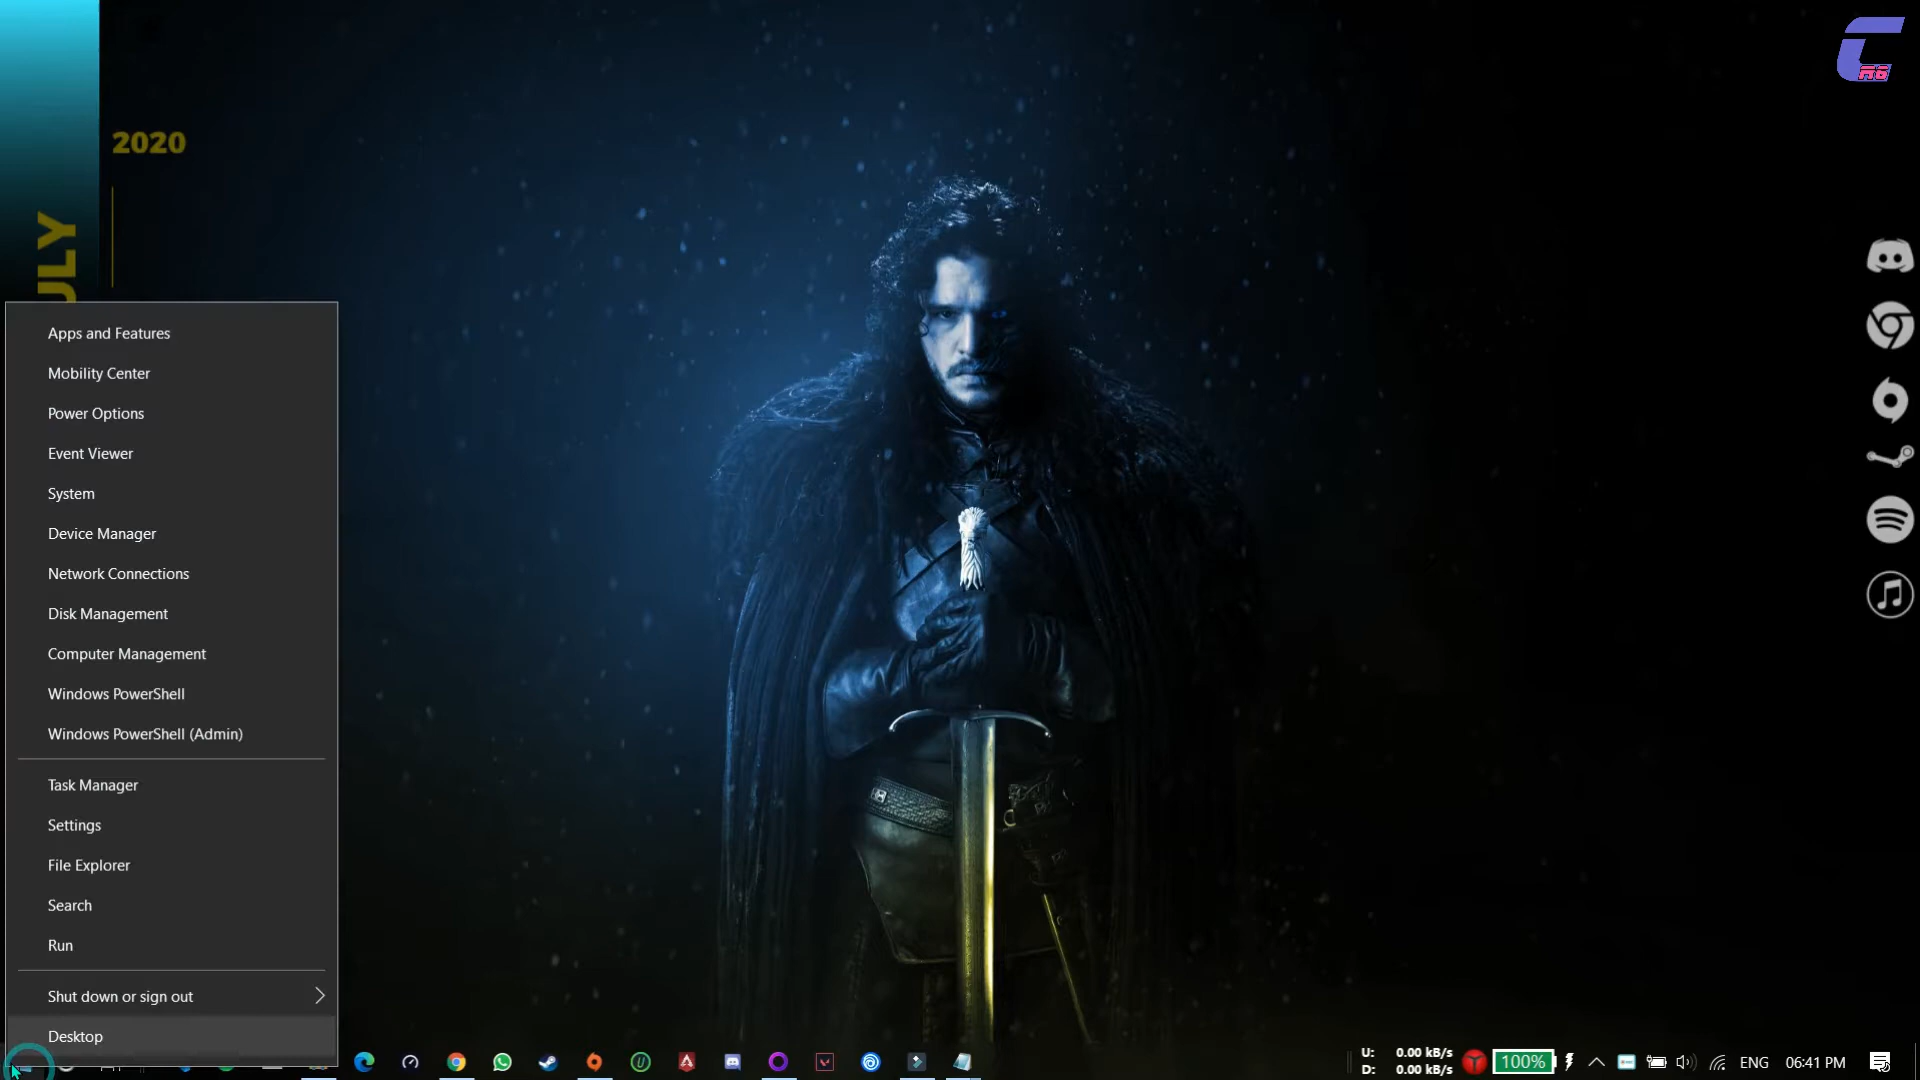 2020
ULY
Apps and Features
Mobility Center
Power Options
Event Viewer
System
Device Manager
Network Connections
Disk Management
Computer Management
Windows PowerShell
Windows PowerShell (Admin)
Task Manager
Settings
File Explorer
Search
Run
Shut down or sign out
Desktop
U: 0.00 kB/s
D: 0.00 kB/s
100%
ENG
06:41 PM